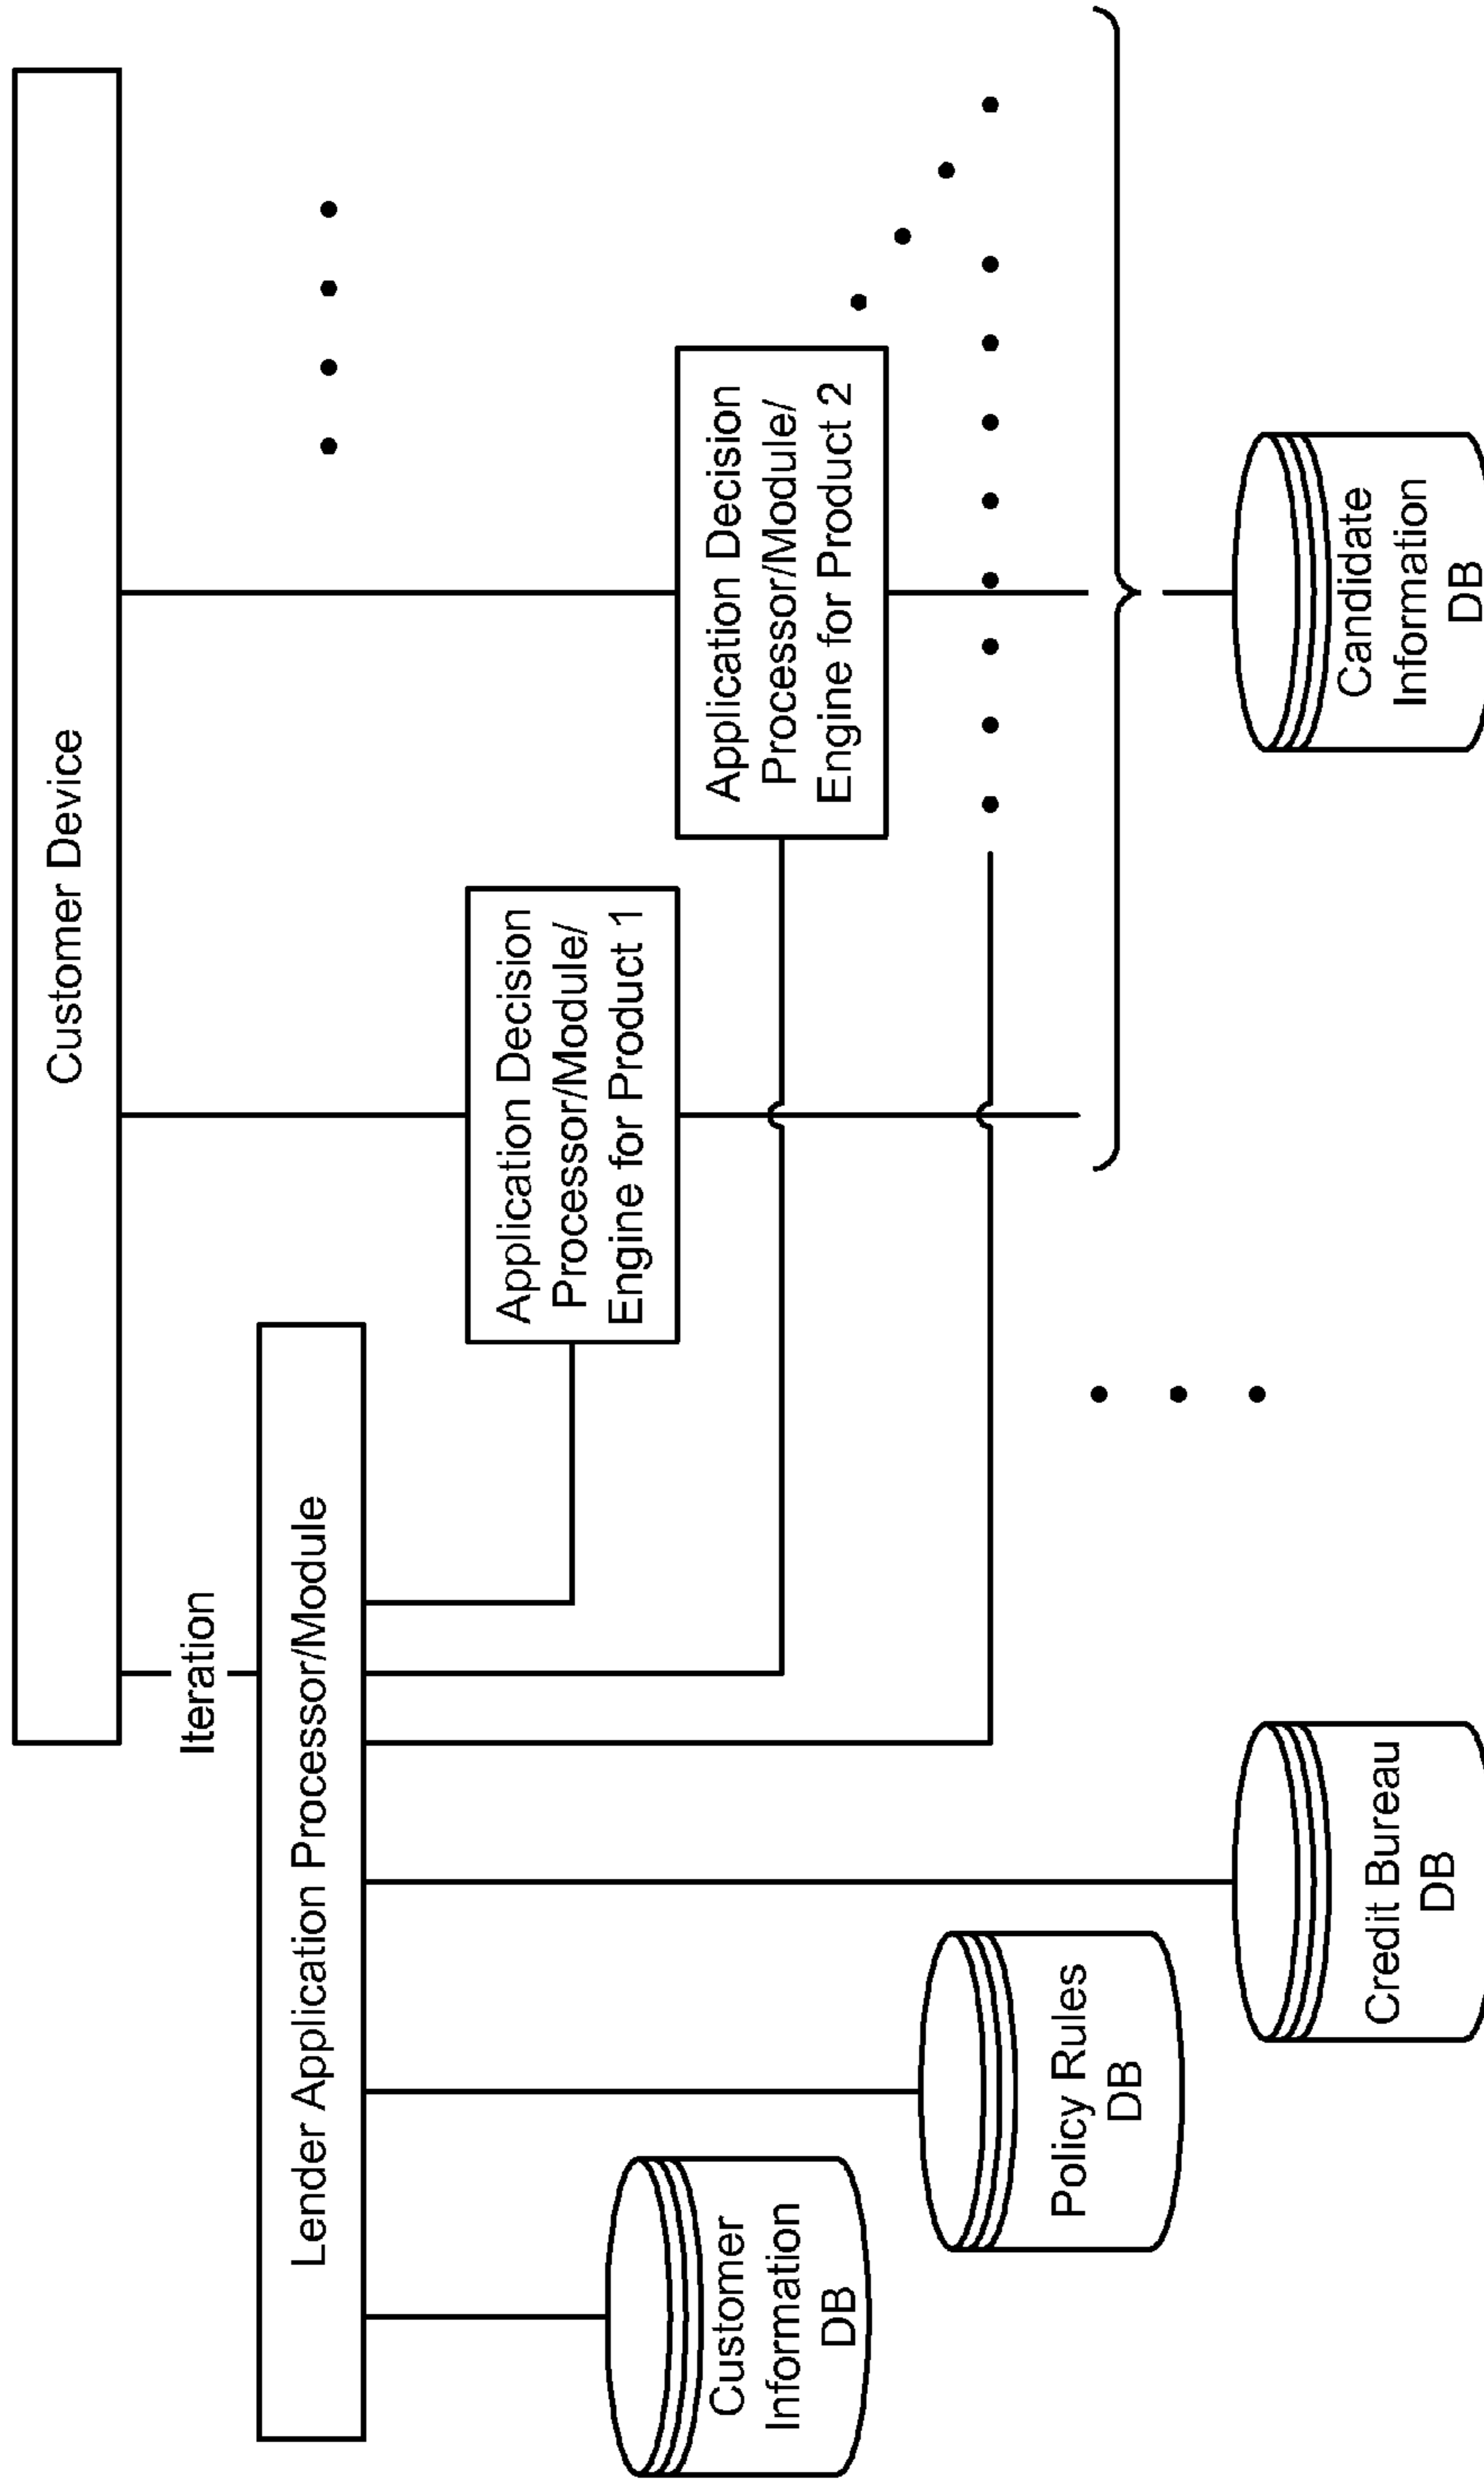 Customer Device
Iteration
Lender Application Processor/Module
Application Decision
Processor/Module/
Engine for Product 1
Application Decision
Processor/Module/
Engine for Product 2
Customer
Information
DB
Policy Rules
DB
Credit Bureau
DB
Candidate
Information
DB